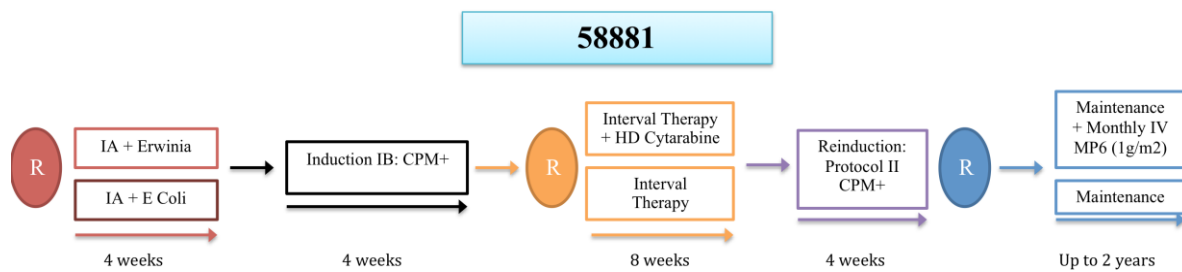 58881
R
IA + Erwinia
IA + E Coli
4 weeks
Induction IB: CPM+
4 weeks
R
Interval Therapy
+ HD Cytarabine
Interval
Therapy
8 weeks
Reinduction:
Protocol II
CPM+
4 weeks
R
Maintenance
+ Monthly IV
MP6 (1g/m2)
Maintenance
Up to 2 years